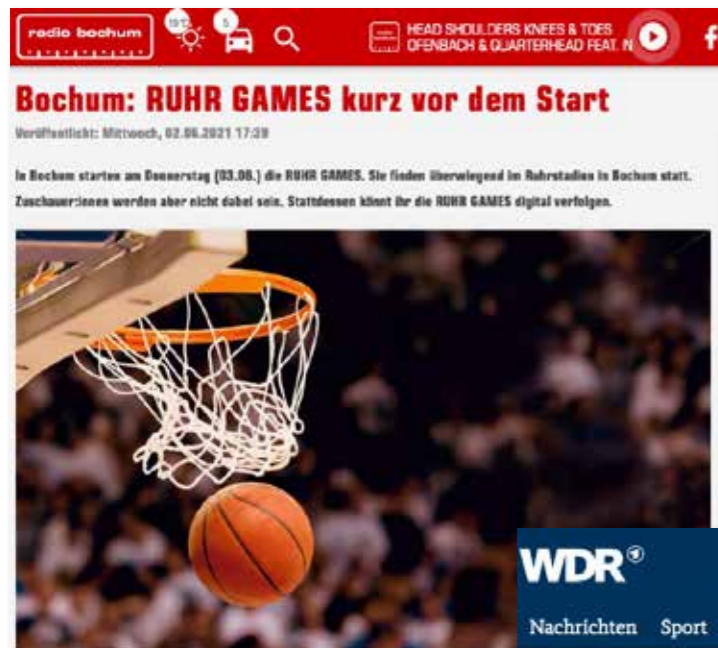 radio bochum
19°C
5
HEAD SHOULDERS KNEES & TOES
OFENBACH & QUARTERHEAD FEAT. N
f
Bochum: RUHR GAMES kurz vor dem Start
Veröffentlicht: Mittwoch, 02.06.2021 17:29
In Bochum starten am Donnerstag (03.06.) die RUHR GAMES. Sie finden überwiegend im Ruhrstadion in Bochum statt.
Zuschauer:innen werden aber nicht dabei sein. Stattdessen könnt ihr die RUHR GAMES digital verfolgen.
WDR®
Nachrichten Sport